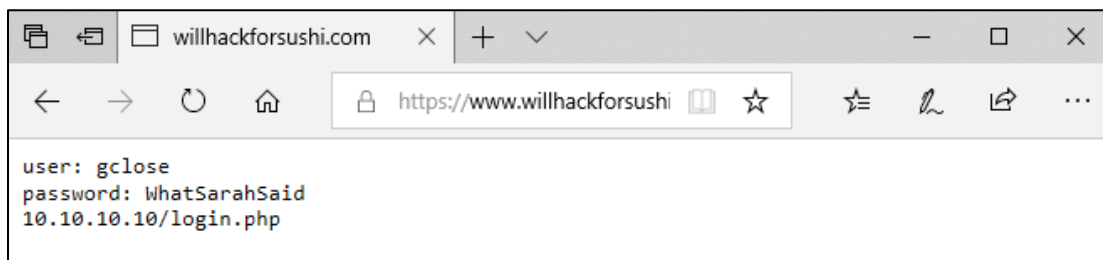 willhackforsushi.com
https://www.willhackforsushi
user: gclose
password: WhatSarahSaid
10.10.10.10/login.php